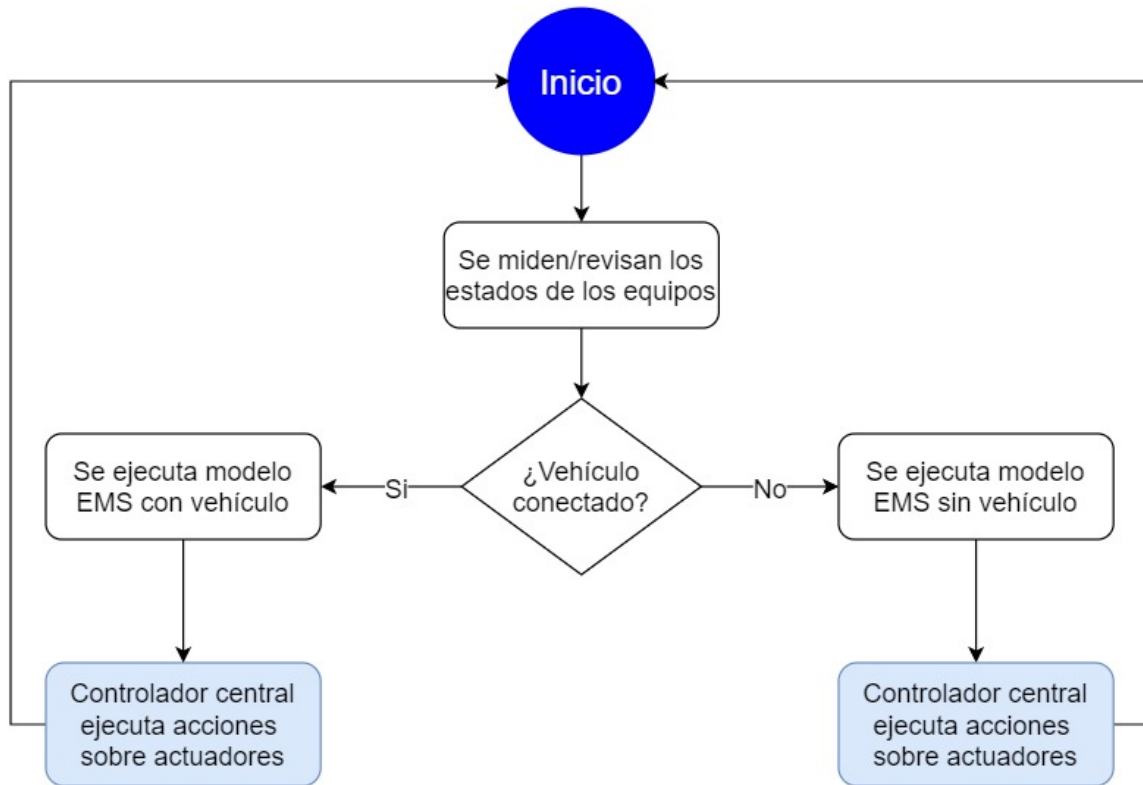 Inicio
Se miden/revisan los
estados de los equipos
¿Vehículo
conectado?
Si
No
Se ejecuta modelo
EMS con vehículo
Se ejecuta modelo
EMS sin vehículo
Controlador central
ejecuta acciones
sobre actuadores
Controlador central
ejecuta acciones
sobre actuadores